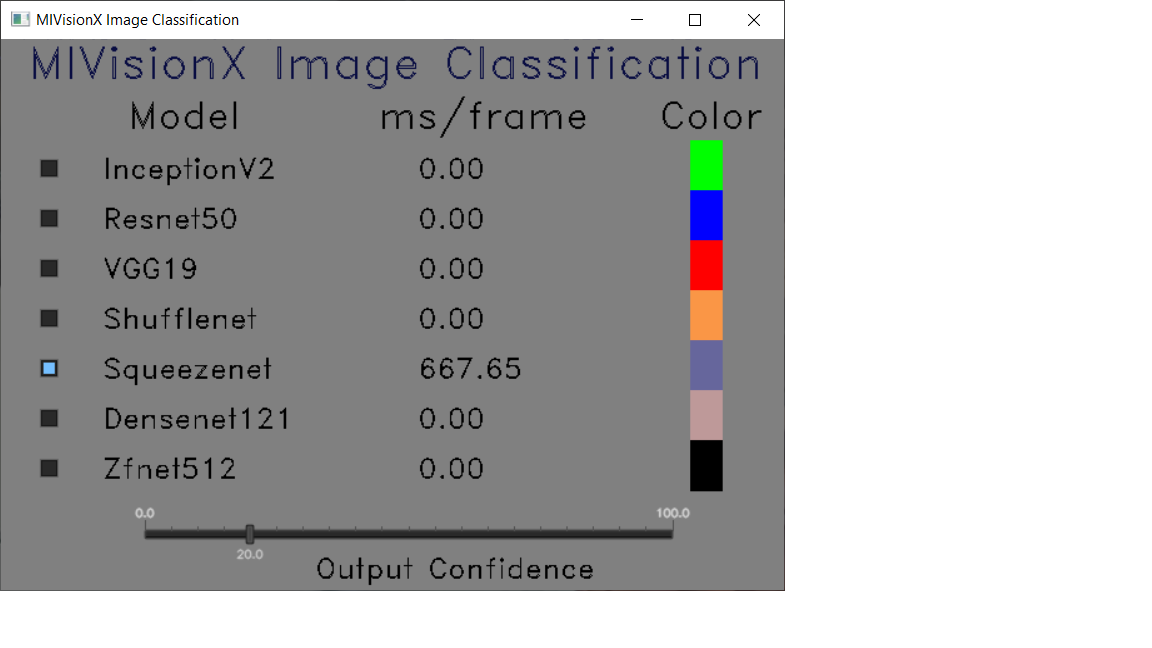 MIVisionX Image Classification
MIVisionX Image Classification
Model ms/frame Color
InceptionV2 0.00
Resnet50 0.00
VGG19 0.00
Shufflenet 0.00
Squeezenet 667.65
Densenet121 0.00
Zfnet512 0.00
0.0 100.0
20.0
Output Confidence